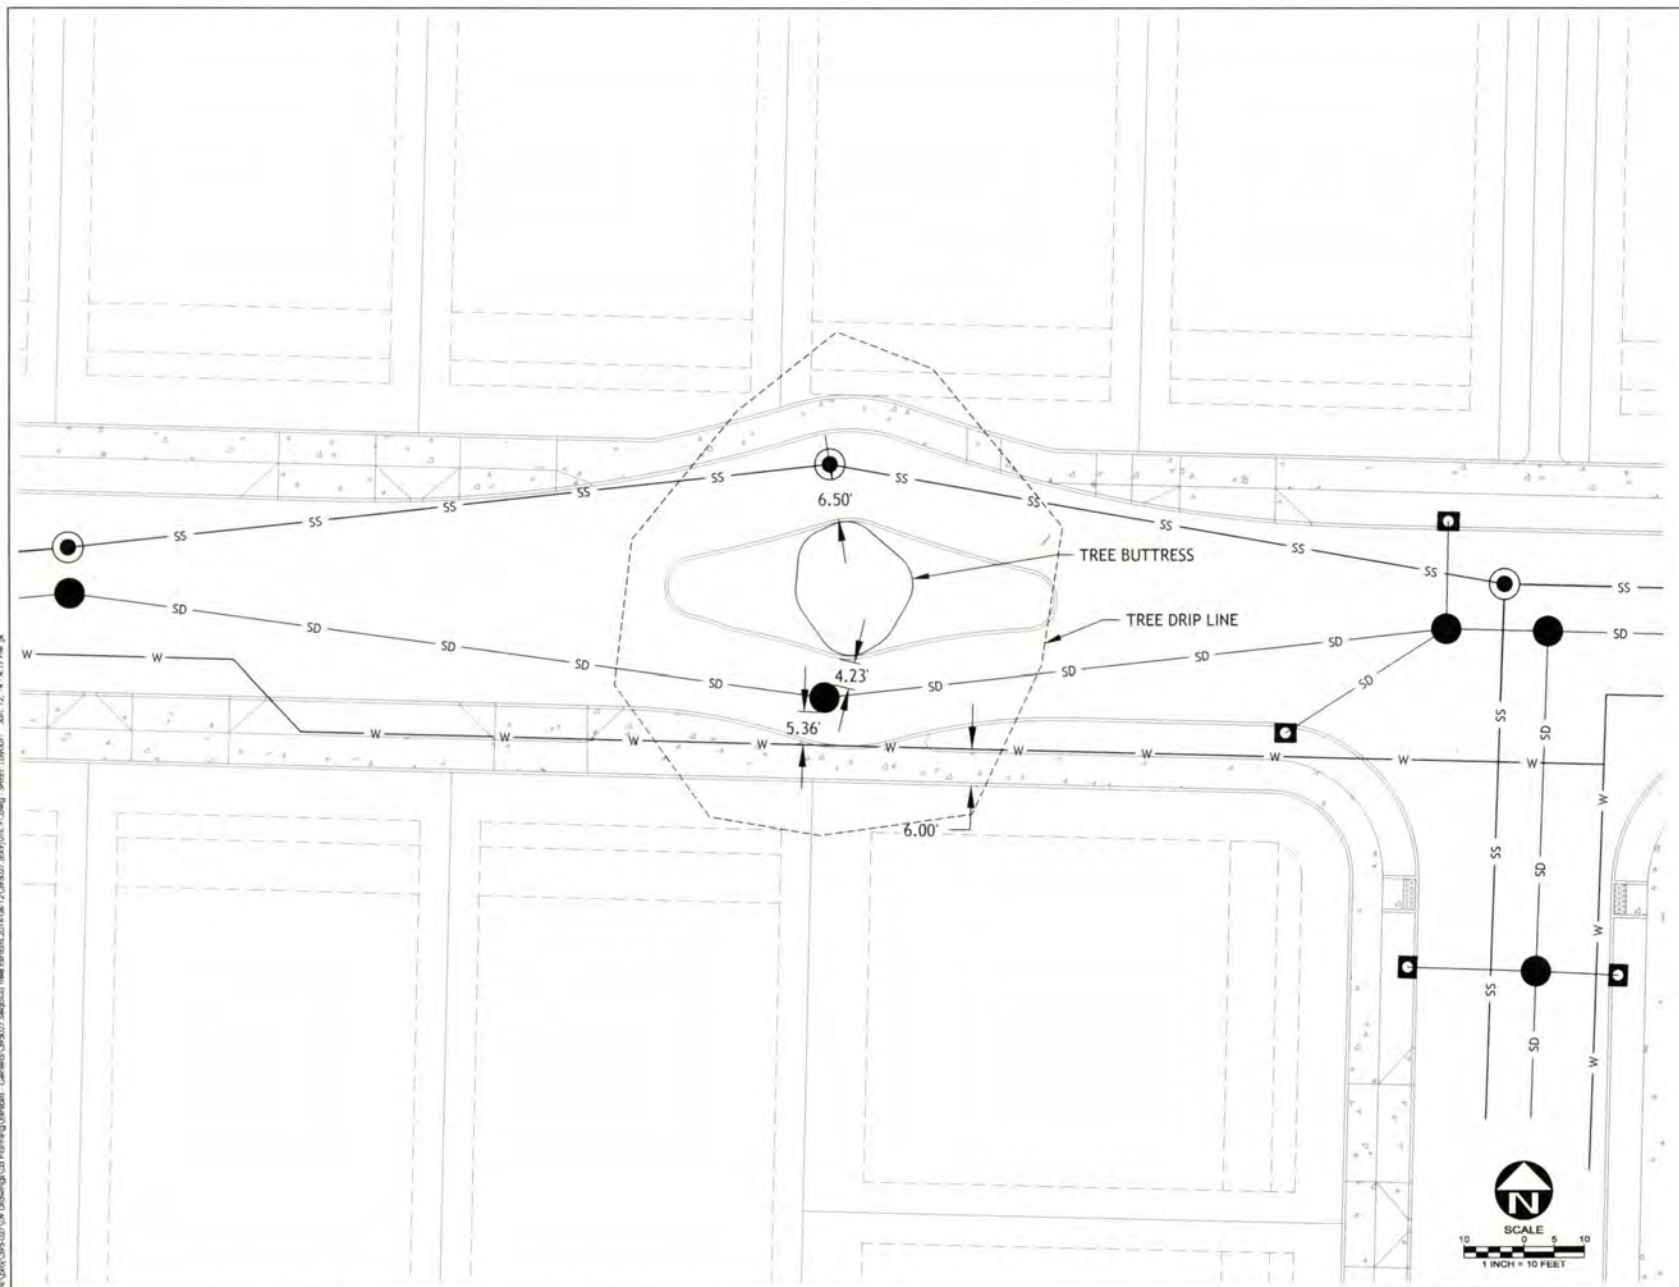 SS SS SS SS SS SS SS SS SS SS SS SS
6.50'
TREE BUTTRESS
TREE DRIP LINE
SD SD SD SD SD SD SD SD SD SD SD
4.23'
5.36'
W W W W W W W W W W W W
6.00'
SS SD W
SS SD W
SS SD W
N
SCALE
10 0 5 10
1 INCH = 10 FEET